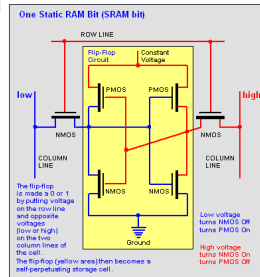 One Static RAM Bit (SRAM bit)
ROW LINE
Flip-Flop
Circuit
Constant
Voltage
low
high
PMOS
PMOS
NMOS
NMOS
COLUMN
LINE
COLUMN
LINE
NMOS
NMOS
Ground
The flip-flop
is made a 0 or 1
by putting voltage
on the row line
and opposite
voltages
(low or high)
on the two
column lines of
the cell.
The flip-flop (yellow area) then becomes a
self-perpetuating storage cell.
Low voltage
turns NMOS Off
turns PMOS On
High voltage
turns NMOS On
turns PMOS Off